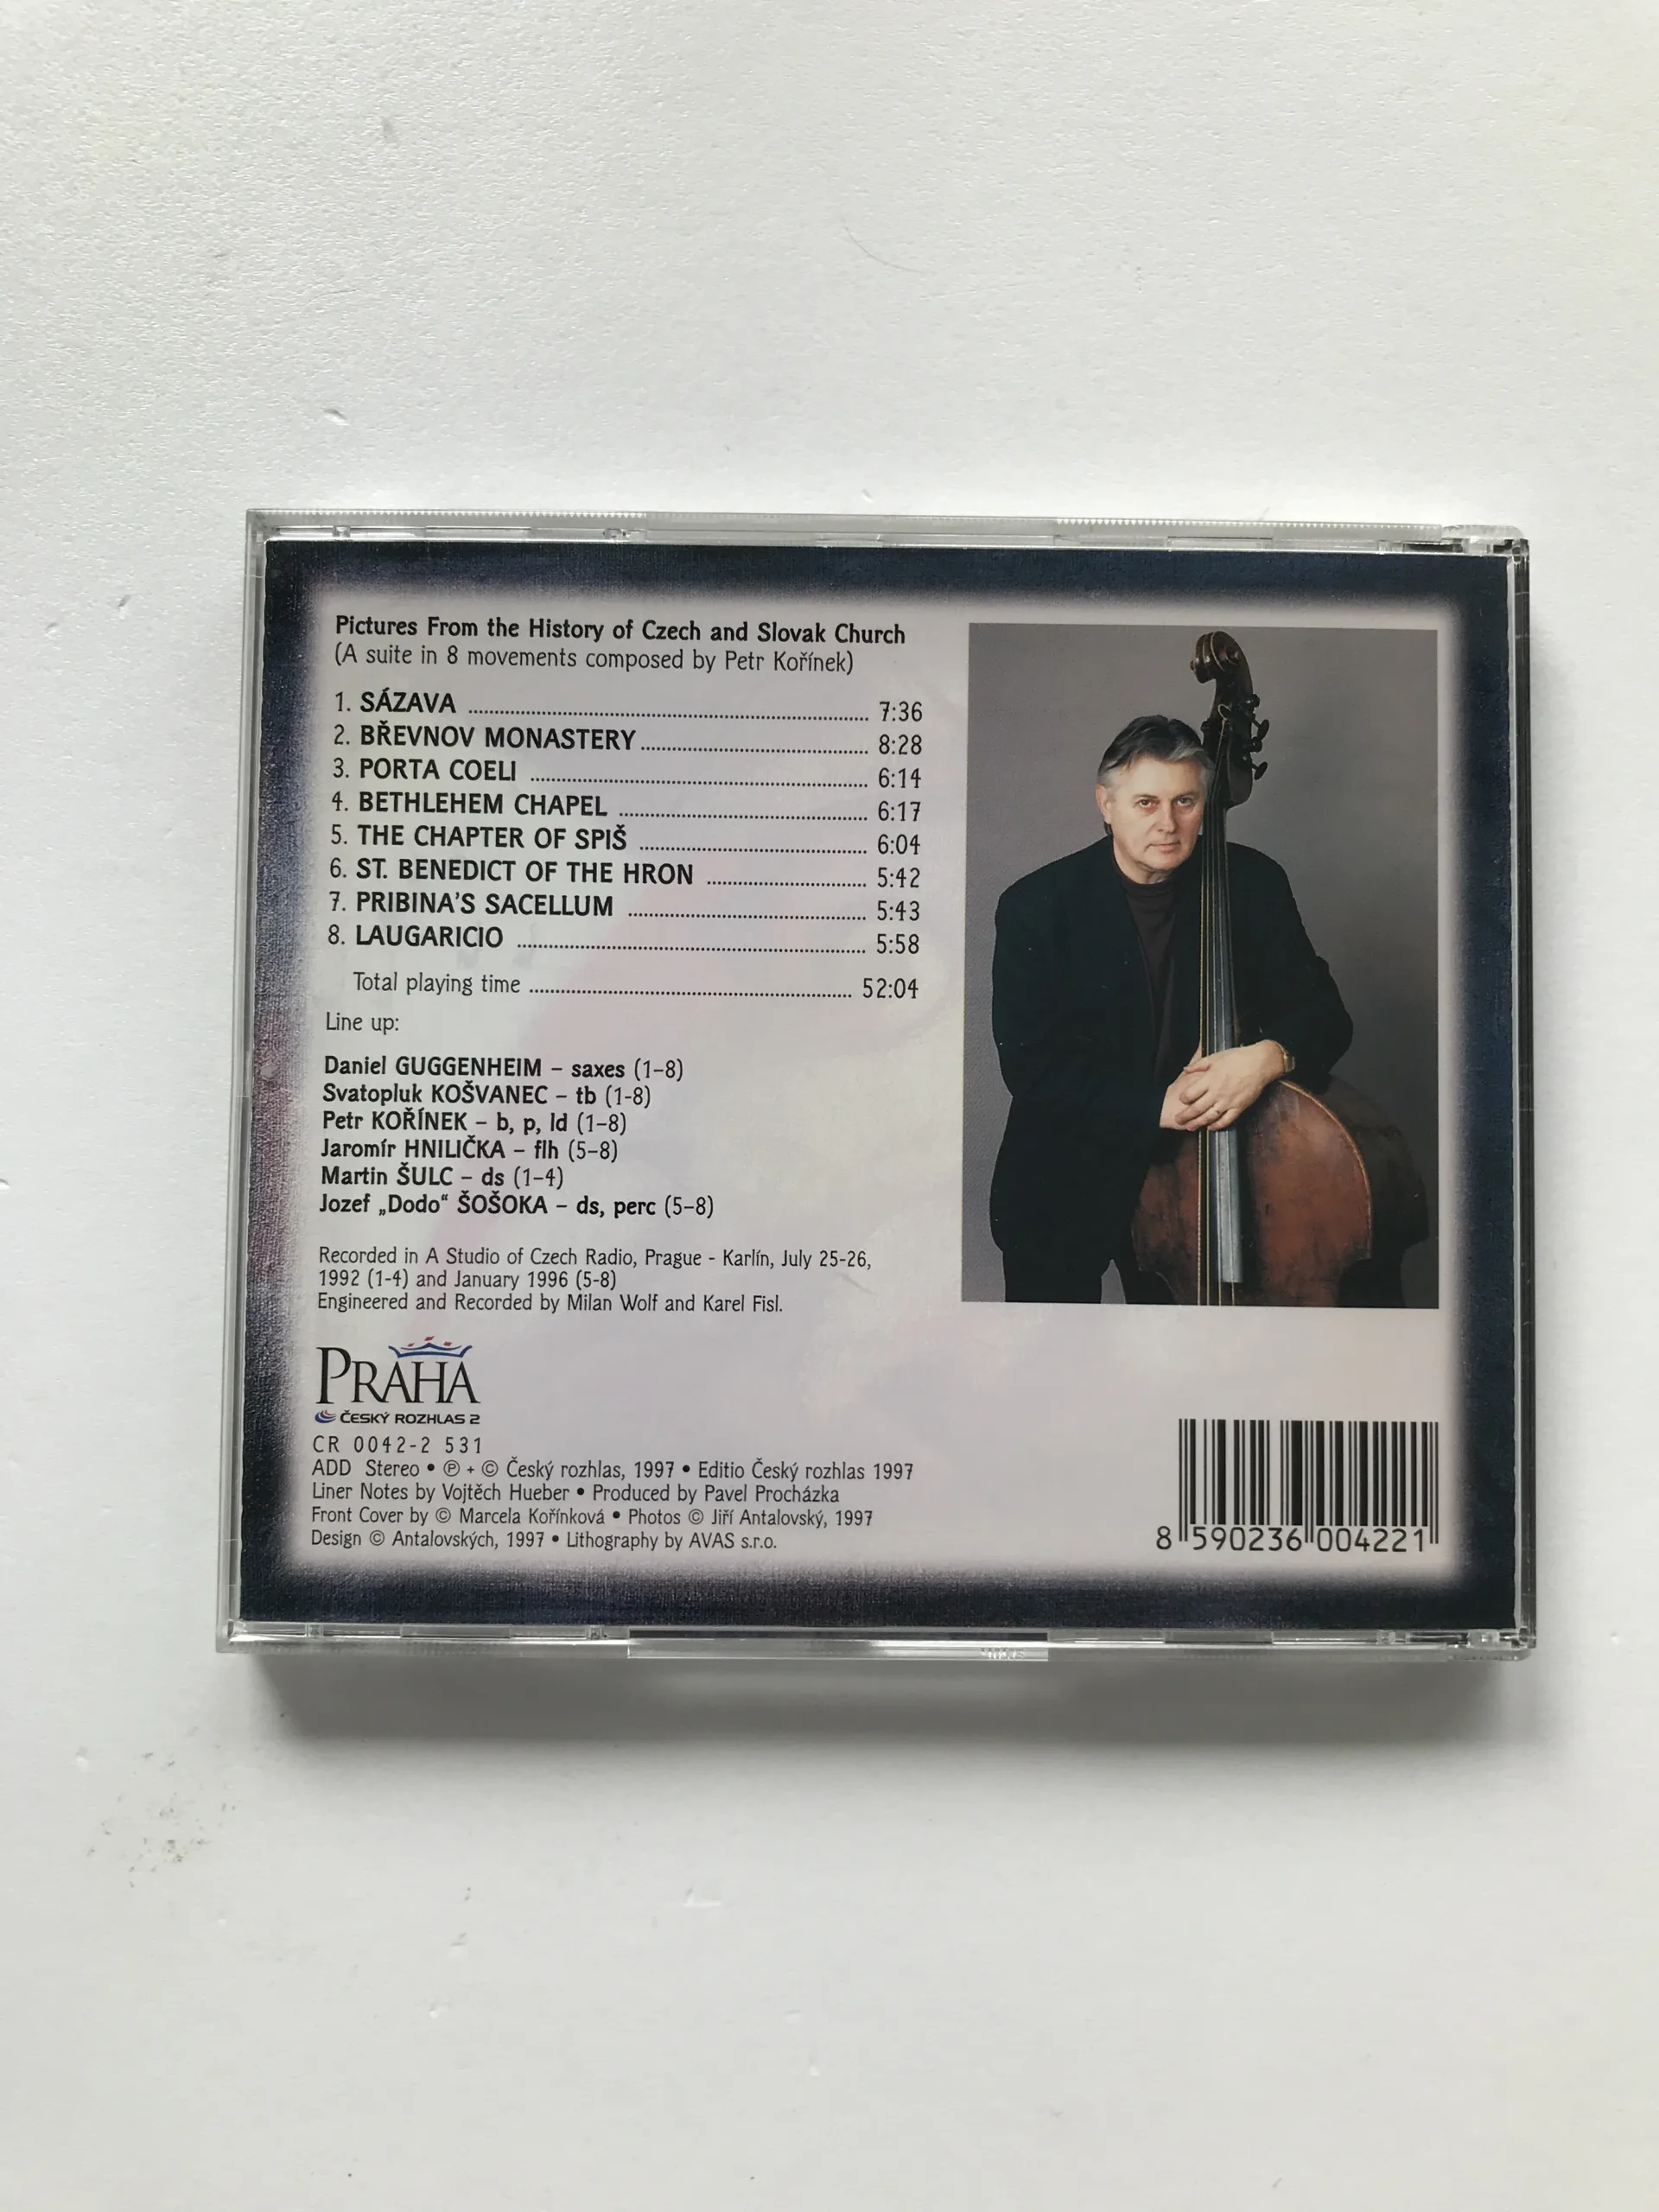 Pictures From the History of Czech and Slovak Church
(A suite in 8 movements composed by Petr Kořínek)
1. SÁZAVA ........ 7:36
2. BŘEVNOV MONASTERY ........ 8:28
3. PORTA COELI ........ 6:14
4. BETHLEHEM CHAPEL ........ 6:17
5. THE CHAPTER OF SPIŠ ........ 6:04
6. ST. BENEDICT OF THE HRON ........ 5:42
7. PRIBINA'S SACELLUM ........ 5:43
8. LAUGARICIO ........ 5:58
Total playing time ........ 52:04
Line up:
Daniel GUGGENHEIM – saxes (1–8)
Svatopluk KOŠVANEC – tb (1-8)
Petr KOŘÍNEK – b, p, ld (1–8)
Jaromír HNILIČKA – flh (5–8)
Martin ŠULC – ds (1–4)
Jozef „Dodo“ ŠOŠOKA – ds, perc (5–8)
Recorded in A Studio of Czech Radio, Prague - Karlín, July 25-26,
1992 (1-4) and January 1996 (5-8)
Engineered and Recorded by Milan Wolf and Karel Fisl.
PRAHA
ČESKÝ ROZHLAS 2
CR 0042-2 531
ADD Stereo • ℗ + © Český rozhlas, 1997 • Editio Český rozhlas 1997
Liner Notes by Vojtěch Hueber • Produced by Pavel Procházka
Front Cover by © Marcela Kořínková • Photos © Jiří Antalovský, 1997
Design © Antalovských, 1997 • Lithography by AVAS s.r.o.
8 590236 004221